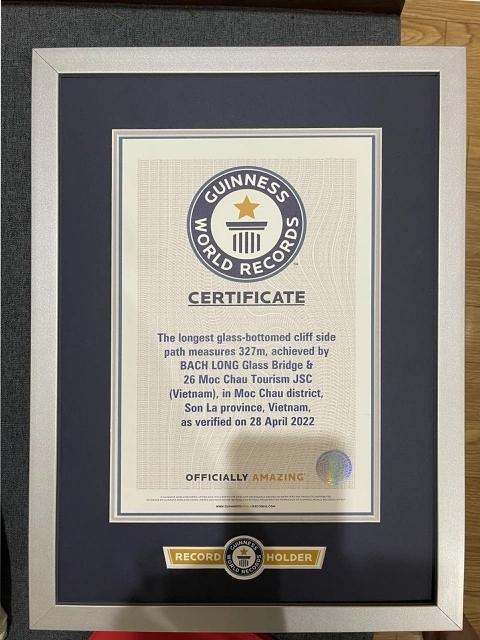 GUINNESS
WORLD RECORDS
CERTIFICATE
The longest glass-bottomed cliff side
path measures 327m, achieved by
BACH LONG Glass Bridge &
26 Moc Chau Tourism JSC
(Vietnam), in Moc Chau district,
Son La province, Vietnam,
as verified on 28 April 2022
OFFICIALLY AMAZING
RECORD GUINNESS WORLD RECORDS HOLDER